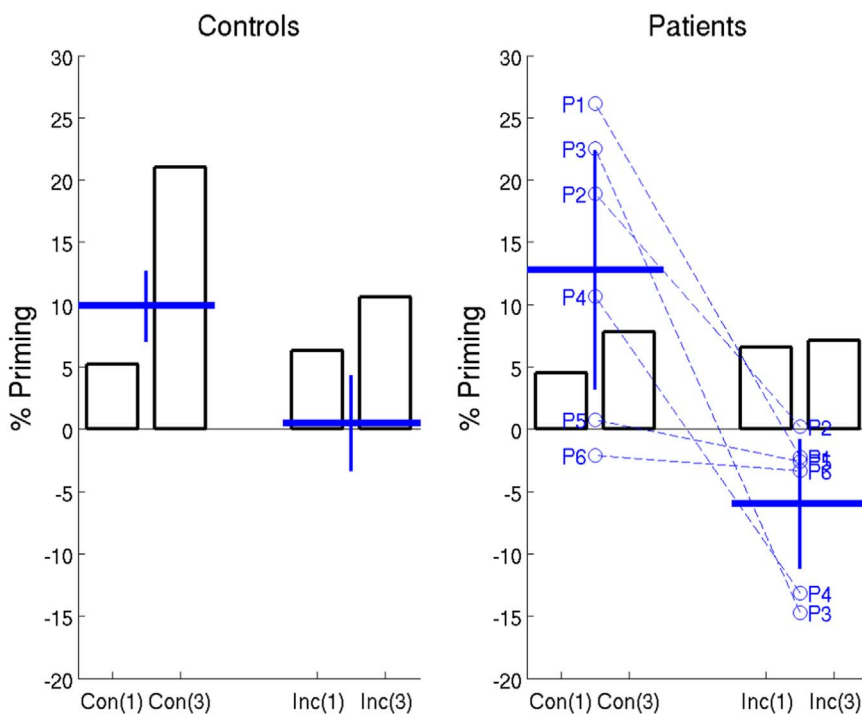 Controls
% Priming
30
25
20
15
10
5
0
-5
-10
-15
-20
Con(1) Con(3) Inc(1) Inc(3)
Patients
% Priming
30
25
20
15
10
5
0
-5
-10
-15
-20
P1
P3
P2
P4
P5
P6
P2
P1
P5
P6
P4
P3
Con(1) Con(3) Inc(1) Inc(3)